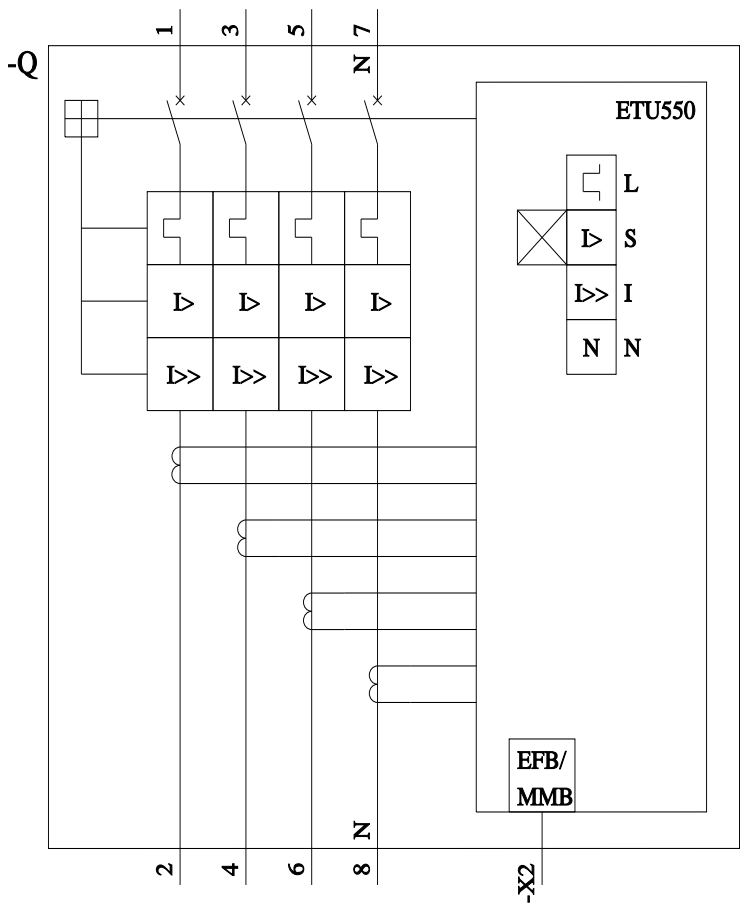 1 3 5 7
-Q
N
ETU550
L
I> S
I>> I
N N
I> I> I> I>
I>> I>> I>> I>>
EFB/
MMB
N
2 4 6 8
-X2